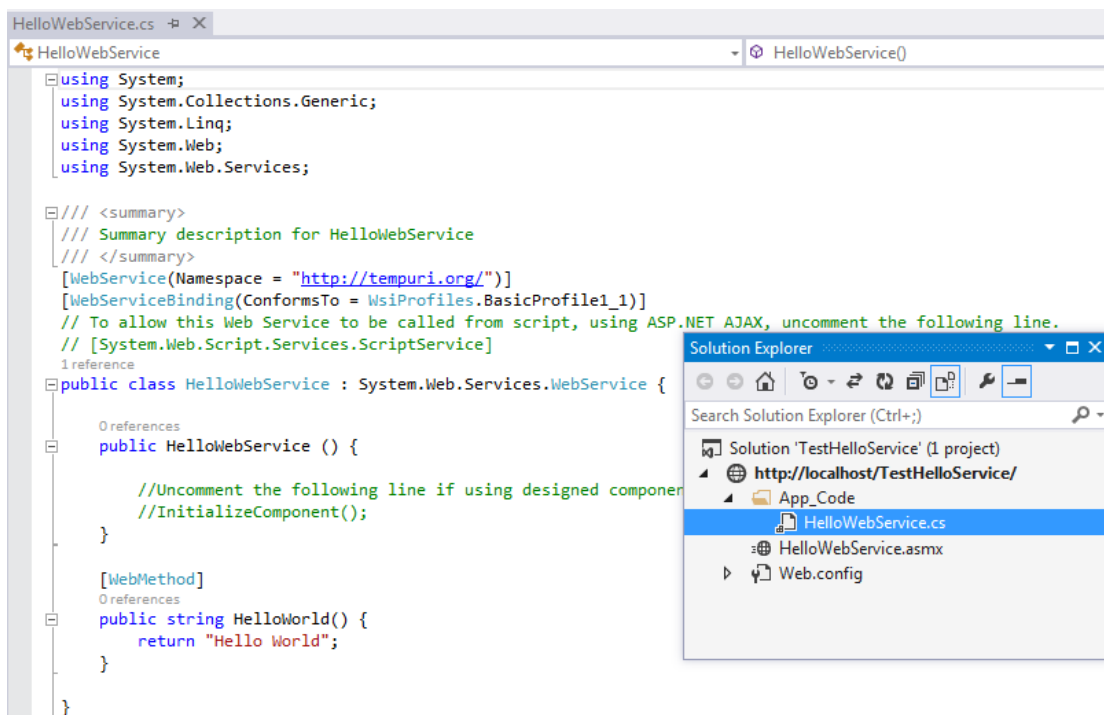 HelloWebService.cs
HelloWebService HelloWebService()
using System;
using System.Collections.Generic;
using System.Linq;
using System.Web;
using System.Web.Services;
/// <summary>
/// Summary description for HelloWebService
/// </summary>
[WebService(Namespace = "http://tempuri.org/")]
[WebServiceBinding(ConformsTo = WsiProfiles.BasicProfile1_1)]
// To allow this Web Service to be called from script, using ASP.NET AJAX, uncomment the following line.
// [System.Web.Script.Services.ScriptService]
1 reference
public class HelloWebService : System.Web.Services.WebService {
0 references
public HelloWebService () {
//Uncomment the following line if using designed componen
//InitializeComponent();
}
[WebMethod]
0 references
public string HelloWorld() {
return "Hello World";
}
}
Solution Explorer
Search Solution Explorer (Ctrl+;)
Solution 'TestHelloService' (1 project)
http://localhost/TestHelloService/
App_Code
HelloWebService.cs
HelloWebService.asmx
Web.config